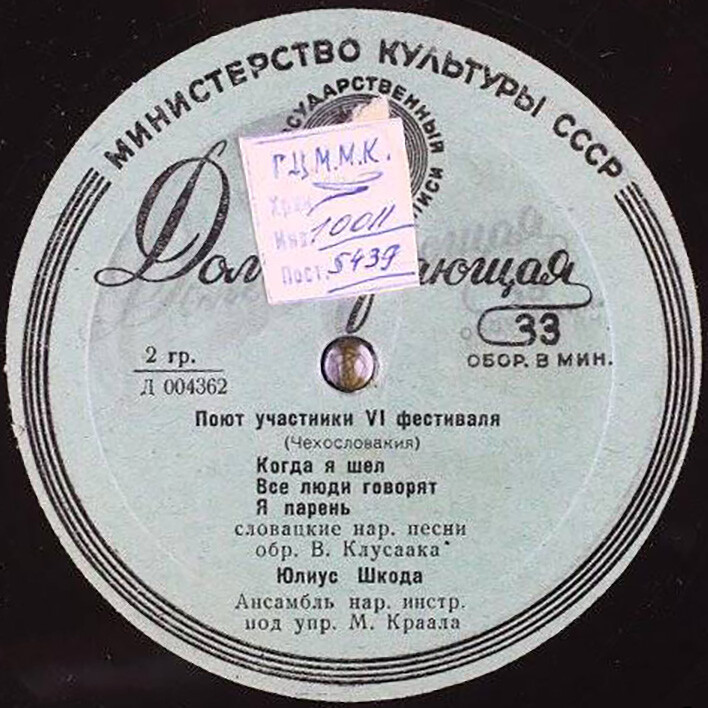 МИНИСТЕРСТВО КУЛЬТУРЫ СССР
ГОСУДАРСТВЕННЫЙ
Г.Ц.М.М.К.
Хран
Инв. 10011
Пост. 5439
33
ОБОР. В МИН.
2 гр.
Д 004362
Поют участники VI фестиваля
(Чехословакия)
Когда я шел
Все люди говорят
Я парень
словацкие нар. песни
обр. В. Клусаака
Юлиус Шкода
Ансамбль нар. инстр.
под упр. М. Краала